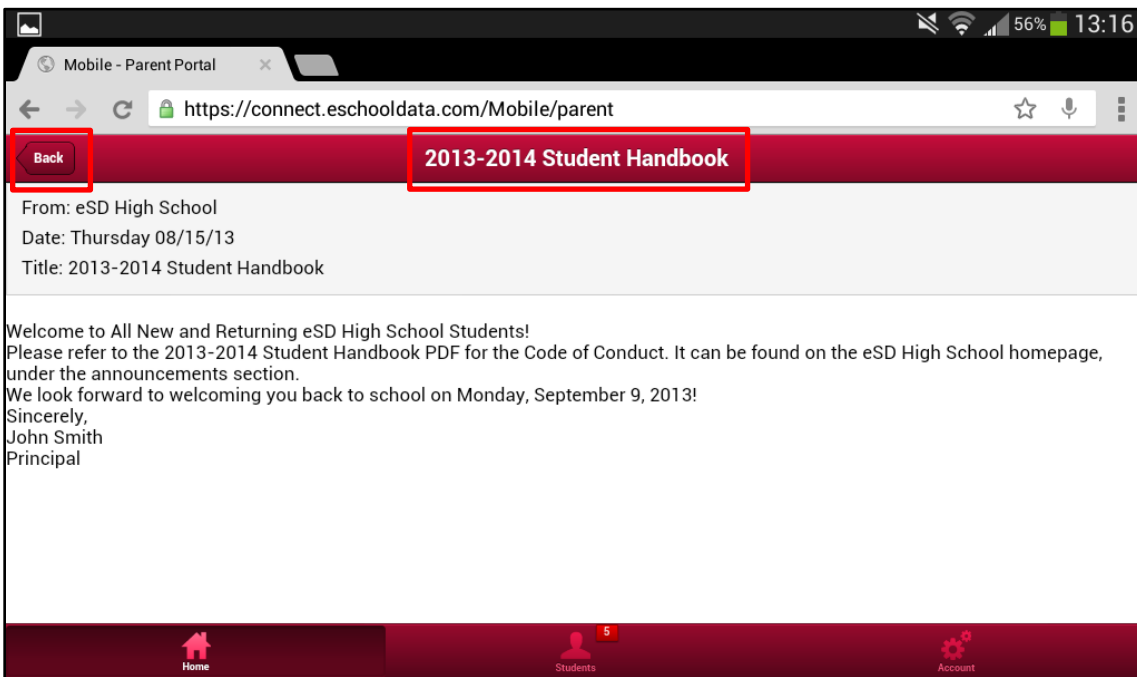 56% 13:16
Mobile - Parent Portal
https://connect.eschooldata.com/Mobile/parent
Back
2013-2014 Student Handbook
From: eSD High School
Date: Thursday 08/15/13
Title: 2013-2014 Student Handbook
Welcome to All New and Returning eSD High School Students!
Please refer to the 2013-2014 Student Handbook PDF for the Code of Conduct. It can be found on the eSD High School homepage,
under the announcements section.
We look forward to welcoming you back to school on Monday, September 9, 2013!
Sincerely,
John Smith
Principal
5
Home
Students
Account